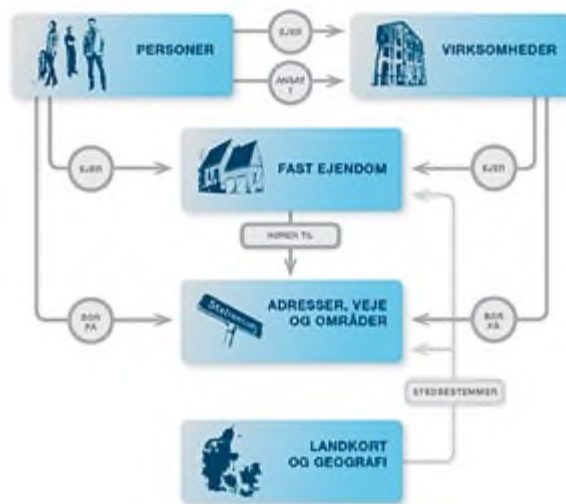 PERSONER
EJER
ANSAT
I
VIRKSOMHEDER
EJER
FAST EJENDOM
EJER
HØRER TIL
BOR
PÅ
ADRESSER, VEJE
OG OMRÅDER
BOR
PÅ
STEDBESTEMMER
LANDKORT
OG GEOGRAFI